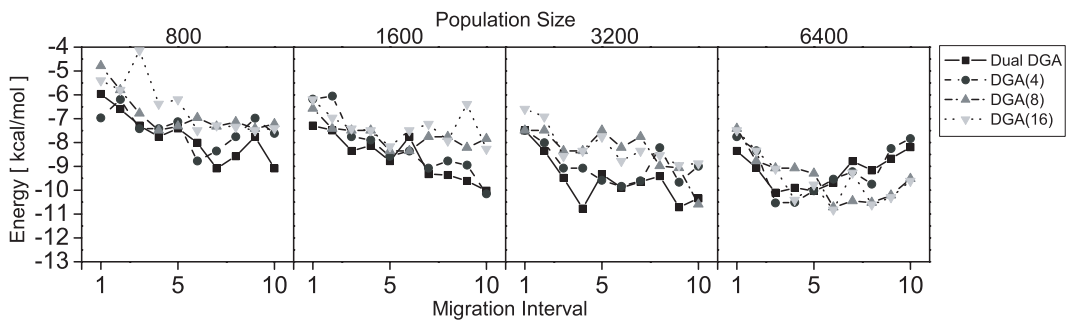 Population Size
800 1600 3200 6400
-4
-5
-6
-7
-8
-9
-10
-11
-12
-13
Energy [ kcal/mol ]
1 5 10 1 5 10 1 5 10 1 5 10
Migration Interval
Dual DGA
DGA(4)
DGA(8)
DGA(16)